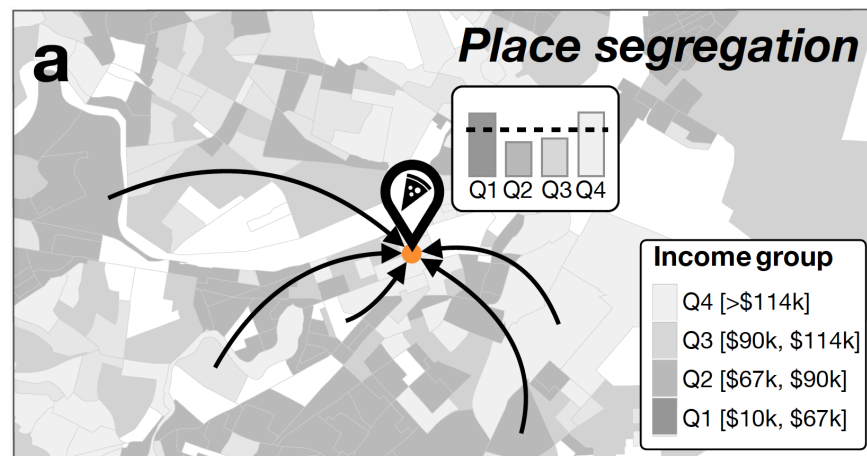 a
Place segregation
Q1 Q2 Q3 Q4
Income group
Q4 [>$114k]
Q3 [$90k, $114k]
Q2 [$67k, $90k]
Q1 [$10k, $67k]